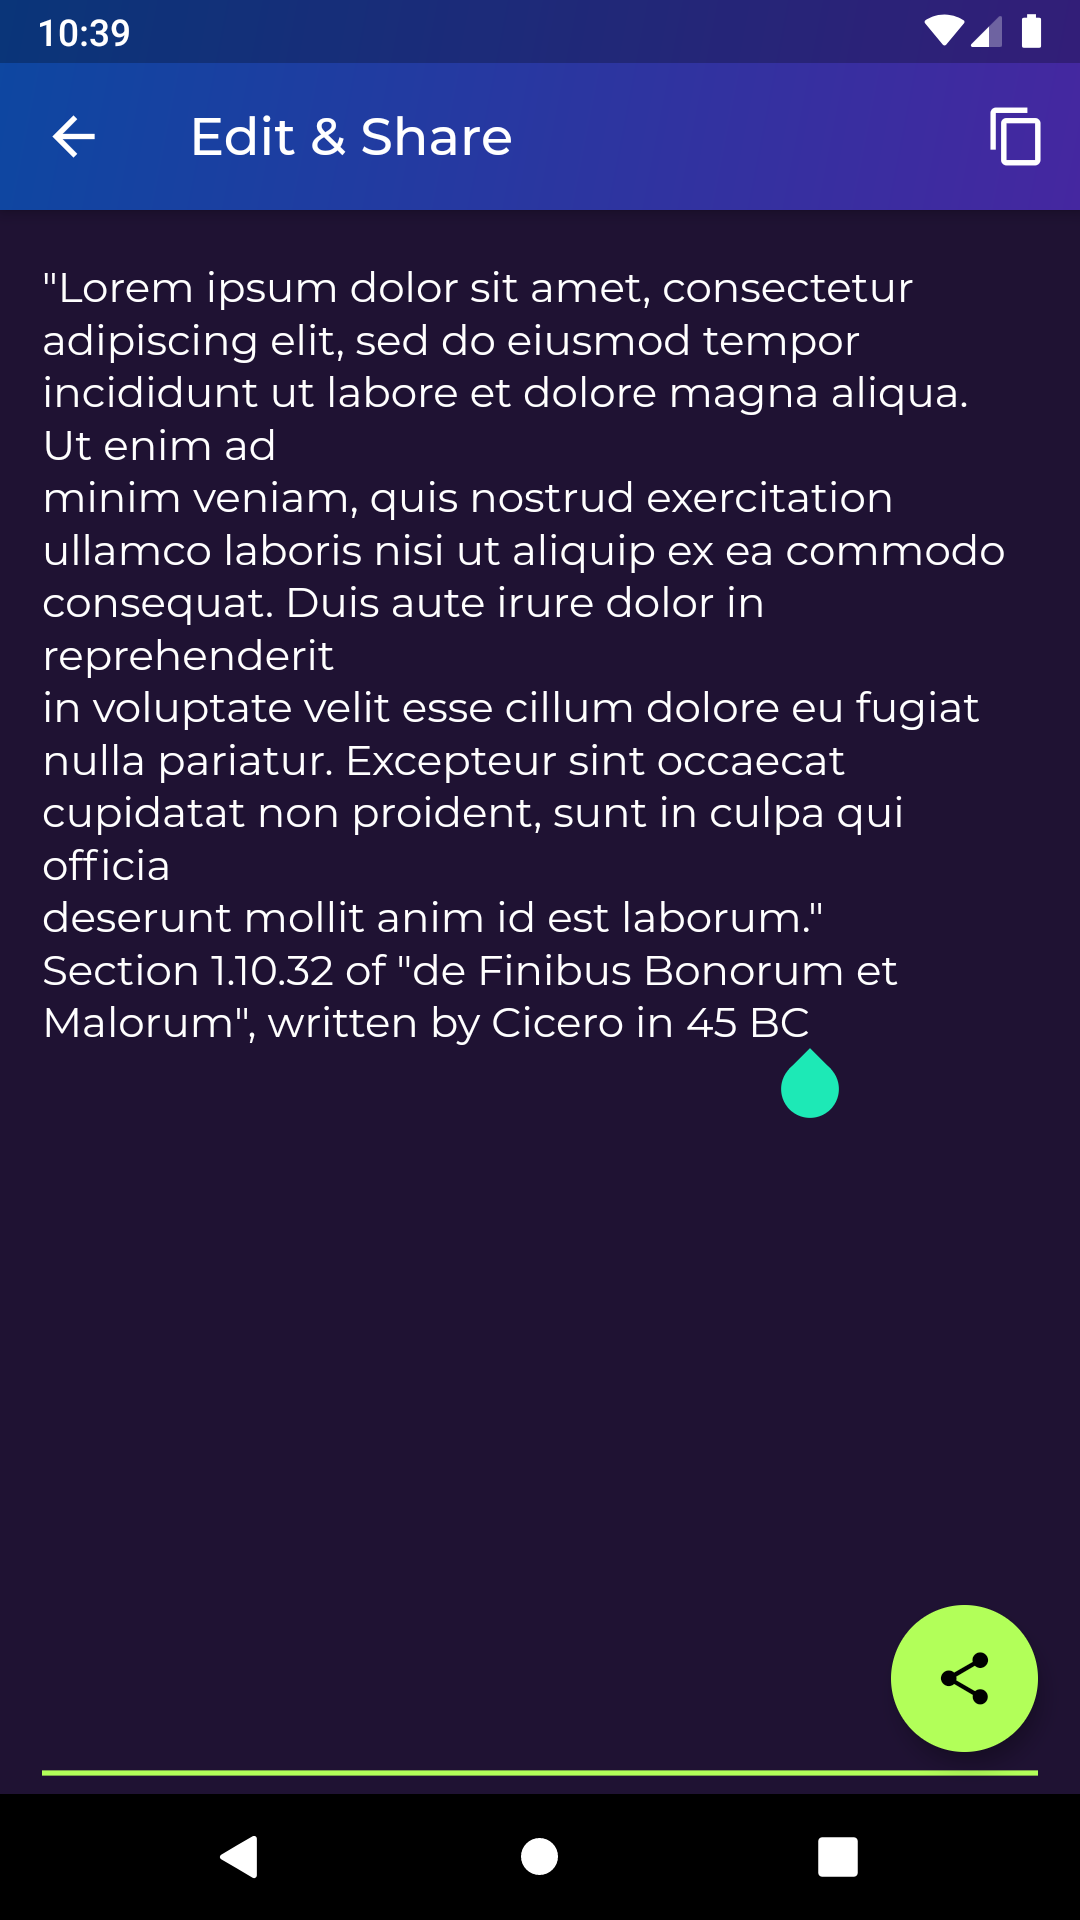 10:39
Edit & Share
"Lorem ipsum dolor sit amet, consectetur
adipiscing elit, sed do eiusmod tempor
incididunt ut labore et dolore magna aliqua.
Ut enim ad
minim veniam, quis nostrud exercitation
ullamco laboris nisi ut aliquip ex ea commodo
consequat. Duis aute irure dolor in
reprehenderit
in voluptate velit esse cillum dolore eu fugiat
nulla pariatur. Excepteur sint occaecat
cupidatat non proident, sunt in culpa qui
officia
deserunt mollit anim id est laborum."
Section 1.10.32 of "de Finibus Bonorum et
Malorum", written by Cicero in 45 BC